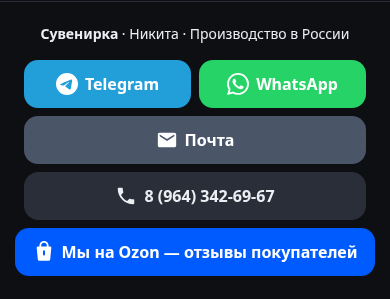 Сувенирка · Никита · Производство в России
Telegram
WhatsApp
Почта
8 (964) 342-69-67
Мы на Ozon — отзывы покупателей